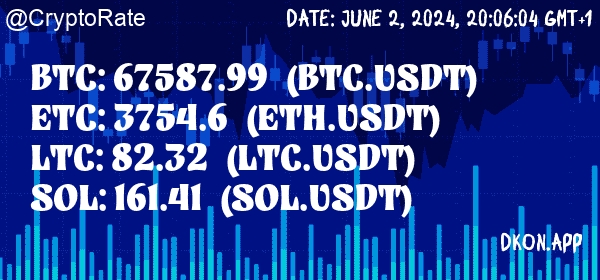 @CryptoRate
DATE: JUNE 2, 2024, 20:06:04 GMT+1
BTC: 67587.99 (BTC.USDT)
ETC: 3754.6 (ETH.USDT)
LTC: 82.32 (LTC.USDT)
SOL: 161.41 (SOL.USDT)
DKON.APP